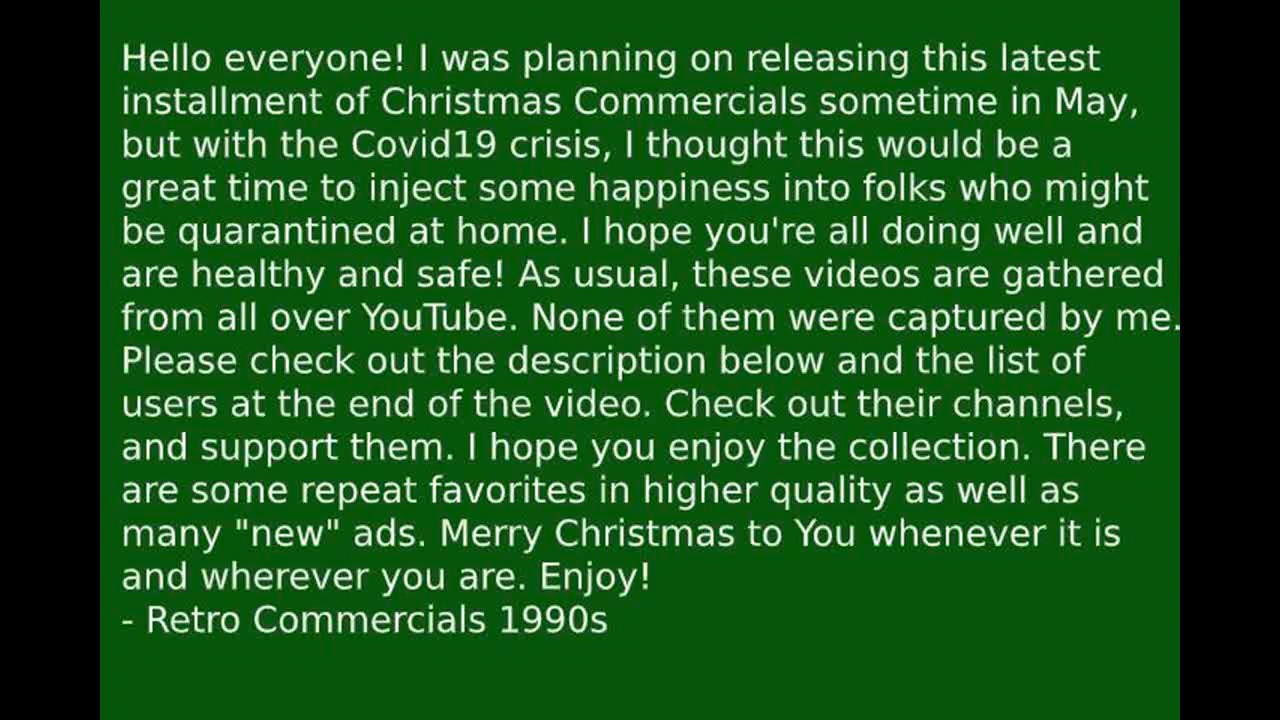 Hello everyone! I was planning on releasing this latest
installment of Christmas Commercials sometime in May,
but with the Covid19 crisis, I thought this would be a
great time to inject some happiness into folks who might
be quarantined at home. I hope you're all doing well and
are healthy and safe! As usual, these videos are gathered
from all over YouTube. None of them were captured by me.
Please check out the description below and the list of
users at the end of the video. Check out their channels,
and support them. I hope you enjoy the collection. There
are some repeat favorites in higher quality as well as
many "new" ads. Merry Christmas to You whenever it is
and wherever you are. Enjoy!
- Retro Commercials 1990s